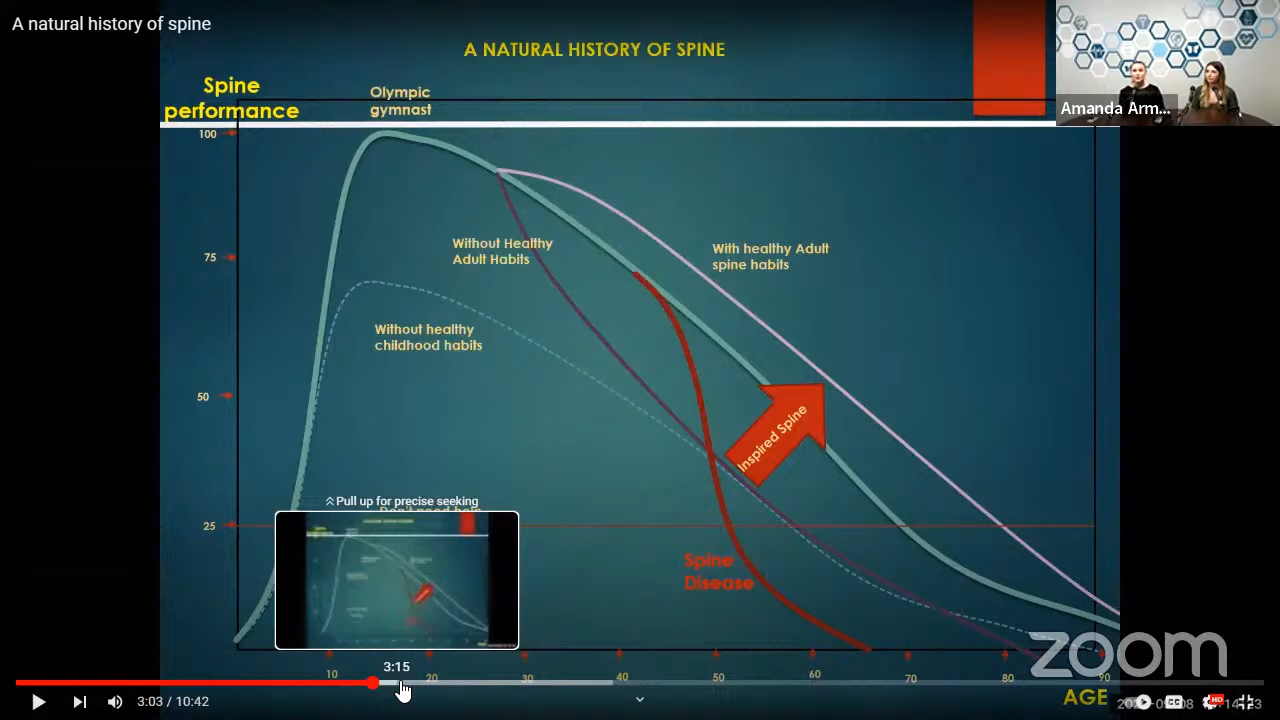 A natural history of spine
A NATURAL HISTORY OF SPINE
Spine
performance
Olympic
gymnast
Amanda Arm...
100
75
50
25
Without Healthy
Adult Habits
With healthy Adult
spine habits
Without healthy
childhood habits
Inspired Spine
Pull up for precise seeking
Spine
Disease
3:15
10
20
30
40
50
60
70
80
90
zoom
AGE
3:03 / 10:42
HD